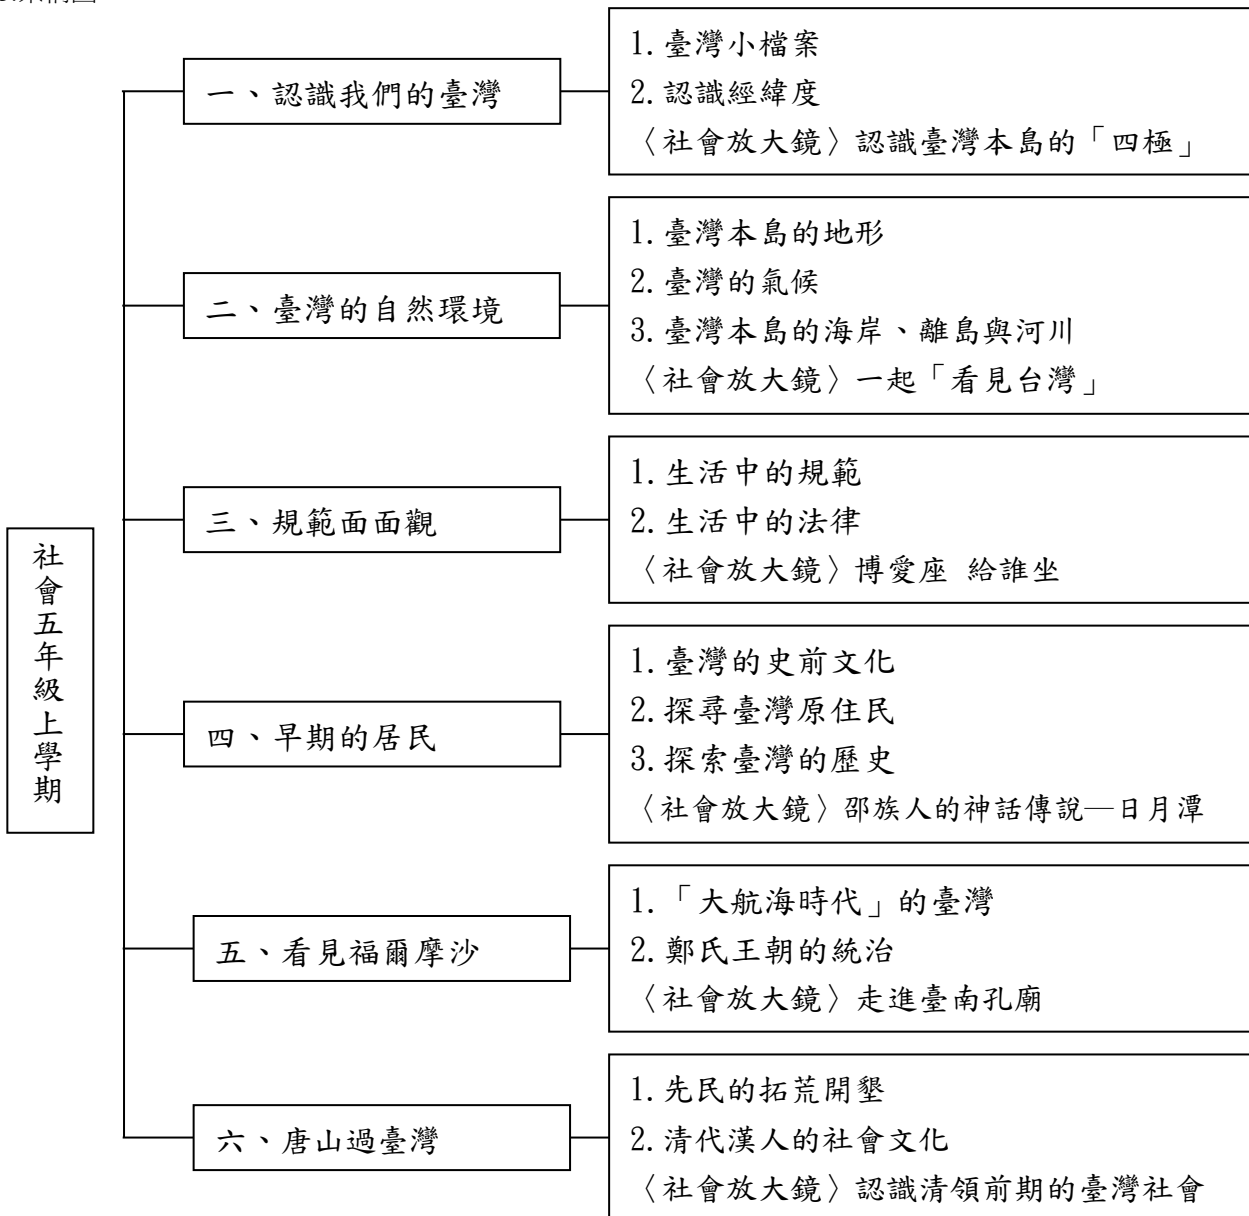 社會五年級上學期
一、認識我們的臺灣
1.臺灣小檔案
2.認識經緯度
〈社會放大鏡〉認識臺灣本島的「四極」
二、臺灣的自然環境
1.臺灣本島的地形
2.臺灣的氣候
3.臺灣本島的海岸、離島與河川
〈社會放大鏡〉一起「看見台灣」
三、規範面面觀
1.生活中的規範
2.生活中的法律
〈社會放大鏡〉博愛座 給誰坐
四、早期的居民
1.臺灣的史前文化
2.探尋臺灣原住民
3.探索臺灣的歷史
〈社會放大鏡〉邵族人的神話傳說─日月潭
五、看見福爾摩沙
1.「大航海時代」的臺灣
2.鄭氏王朝的統治
〈社會放大鏡〉走進臺南孔廟
六、唐山過臺灣
1.先民的拓荒開墾
2.清代漢人的社會文化
〈社會放大鏡〉認識清領前期的臺灣社會